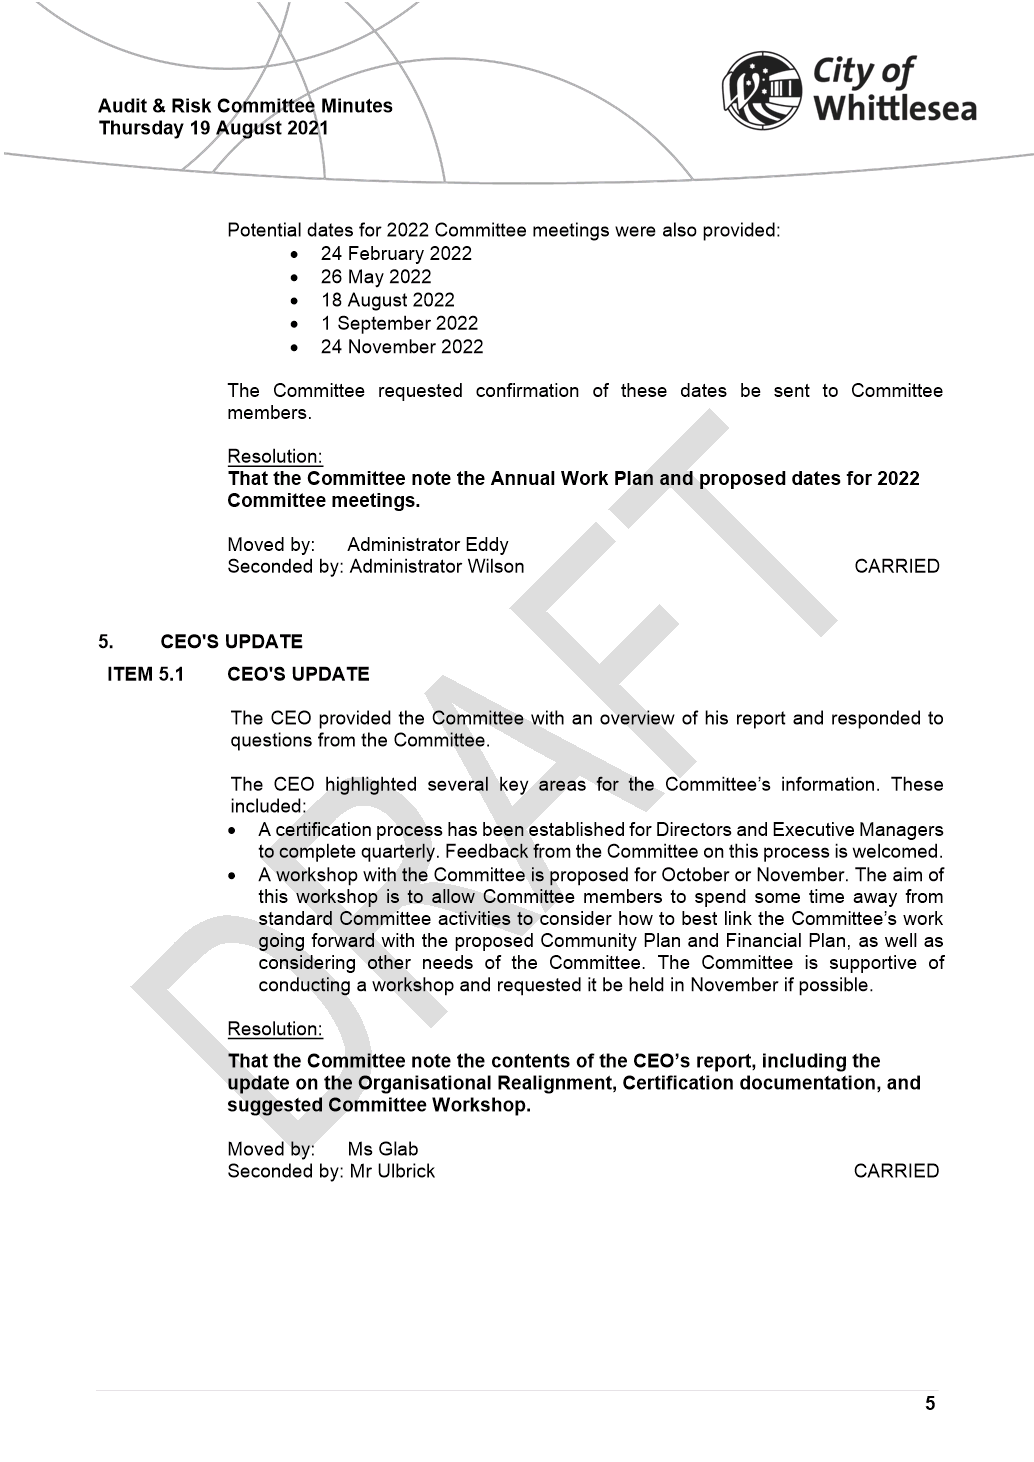 City of
Whittlesea
Audit & Risk Committee Minutes
Thursday 19 August 2021
Potential dates for 2022 Committee meetings were also provided:
• 24 February 2022
• 26 May 2022
• 18 August 2022
• 1 September 2022
• 24 November 2022
The Committee requested confirmation of these dates be sent to Committee
members.
Resolution:
That the Committee note the Annual Work Plan and proposed dates for 2022
Committee meetings.
Moved by: Administrator Eddy
Seconded by: Administrator Wilson CARRIED
5. CEO'S UPDATE
ITEM 5.1 CEO'S UPDATE
The CEO provided the Committee with an overview of his report and responded to
questions from the Committee.
The CEO highlighted several key areas for the Committee’s information. These
included:
• A certification process has been established for Directors and Executive Managers
to complete quarterly. Feedback from the Committee on this process is welcomed.
• A workshop with the Committee is proposed for October or November. The aim of
this workshop is to allow Committee members to spend some time away from
standard Committee activities to consider how to best link the Committee’s work
going forward with the proposed Community Plan and Financial Plan, as well as
considering other needs of the Committee. The Committee is supportive of
conducting a workshop and requested it be held in November if possible.
Resolution:
That the Committee note the contents of the CEO’s report, including the
update on the Organisational Realignment, Certification documentation, and
suggested Committee Workshop.
Moved by: Ms Glab
Seconded by: Mr Ulbrick CARRIED
5
DRAFT